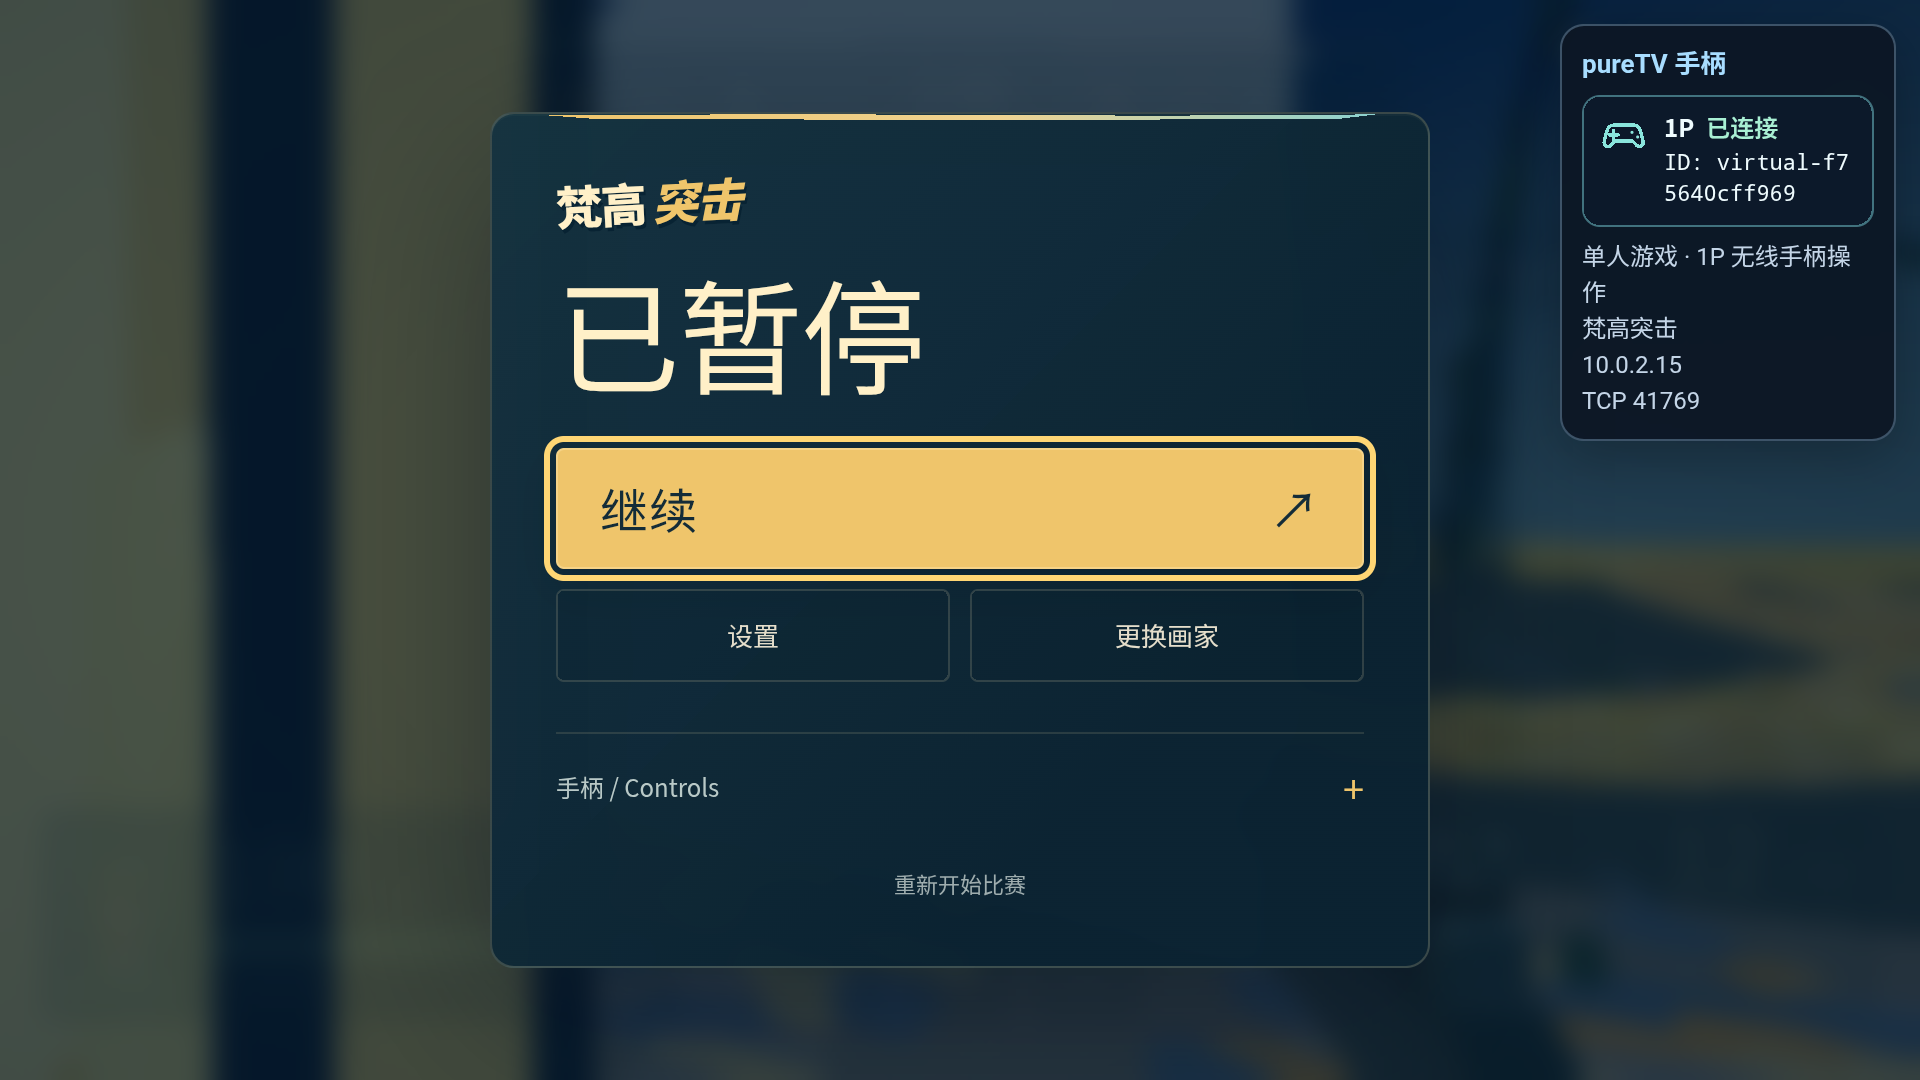 梵高 突击
已暂停
继续 ↗
设置
更换画家
手柄 / Controls +
重新开始比赛
pureTV 手柄
1P 已连接
ID: virtual-f7
5640cff969
单人游戏 · 1P 无线手柄操
作
梵高突击
10.0.2.15
TCP 41769